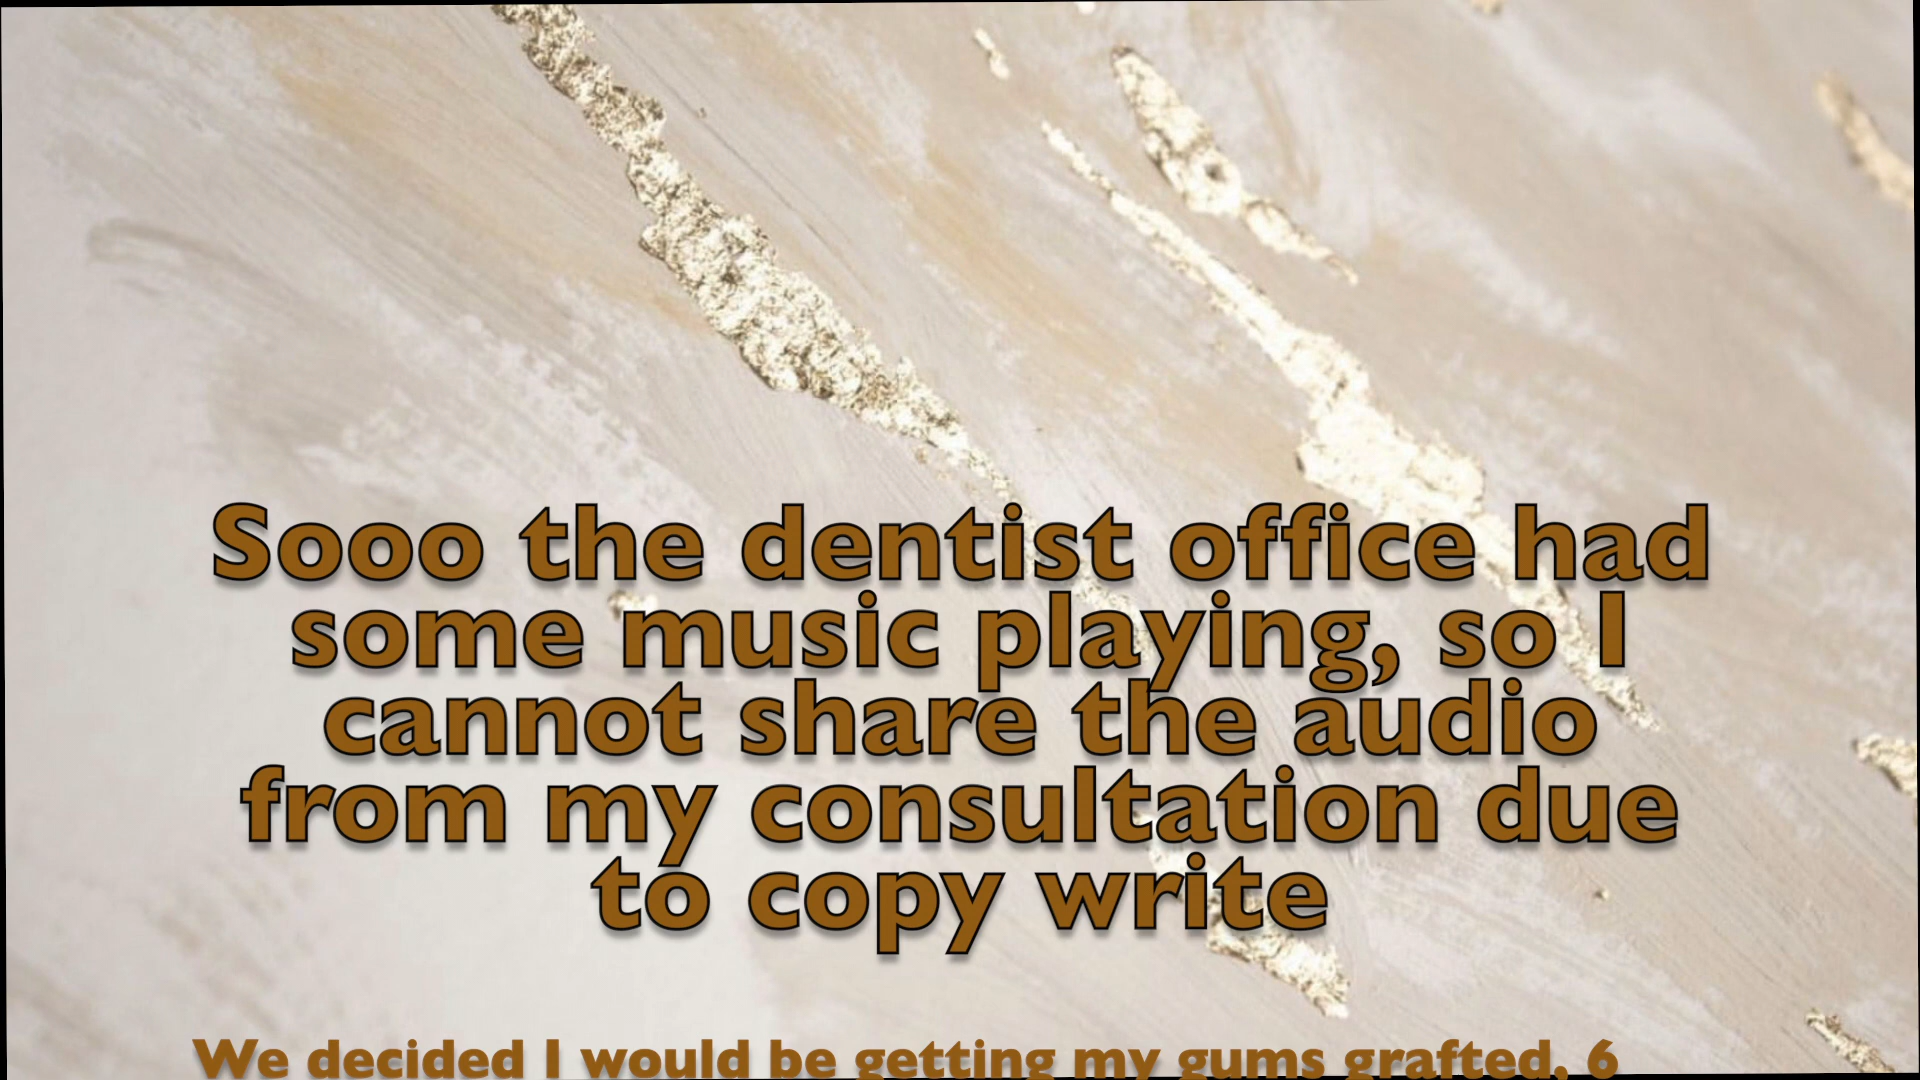 Sooo the dentist office had
some music playing, so I
cannot share the audio
from my consultation due
to copy write
We decided I would be getting my gums grafted, 6